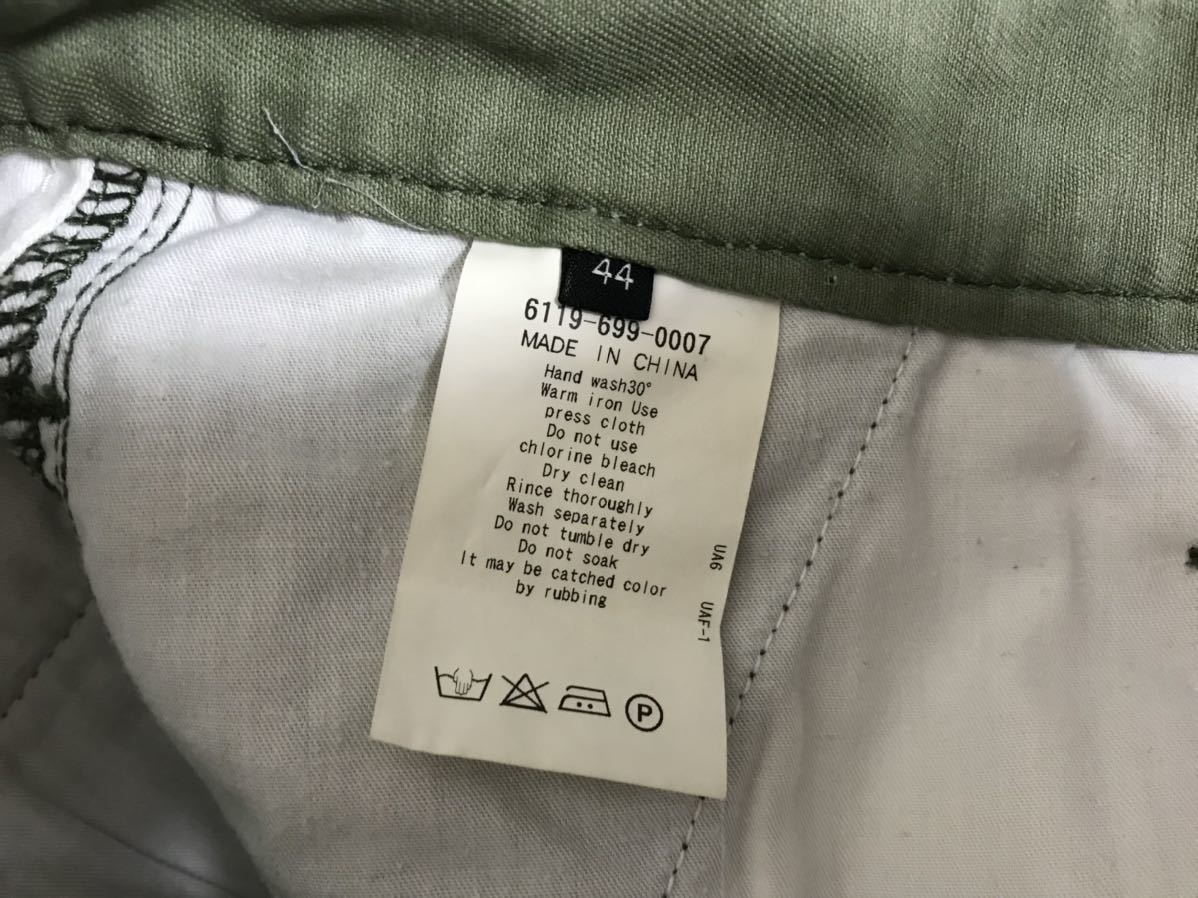 44
6119-699-0007
MADE IN CHINA
Hand wash30°
Warm iron Use
press cloth
Do not use
chlorine bleach
Dry clean
Rince thoroughly
Wash separately
Do not tumble dry
Do not soak
It may be catched color
by rubbing
UA6 UAF-1
P